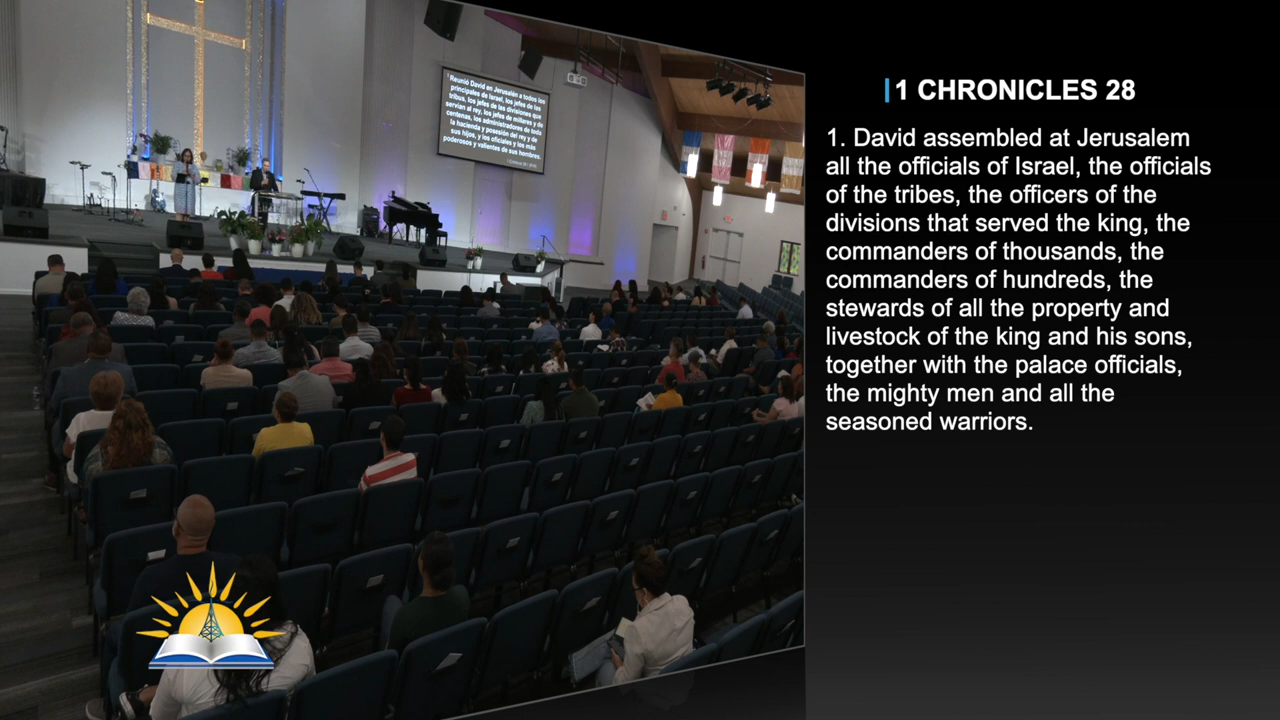 Reunió David en Jerusalén a todos los
principales de Israel, los jefes de las
tribus, los jefes de las divisiones que
servían al rey, los jefes de millares y de
centenas, los administradores de toda
la hacienda y posesión del rey y de
sus hijos, y los oficiales y los más
poderosos y valientes de sus hombres.
1 CHRONICLES 28
1. David assembled at Jerusalem
all the officials of Israel, the officials
of the tribes, the officers of the
divisions that served the king, the
commanders of thousands, the
commanders of hundreds, the
stewards of all the property and
livestock of the king and his sons,
together with the palace officials,
the mighty men and all the
seasoned warriors.